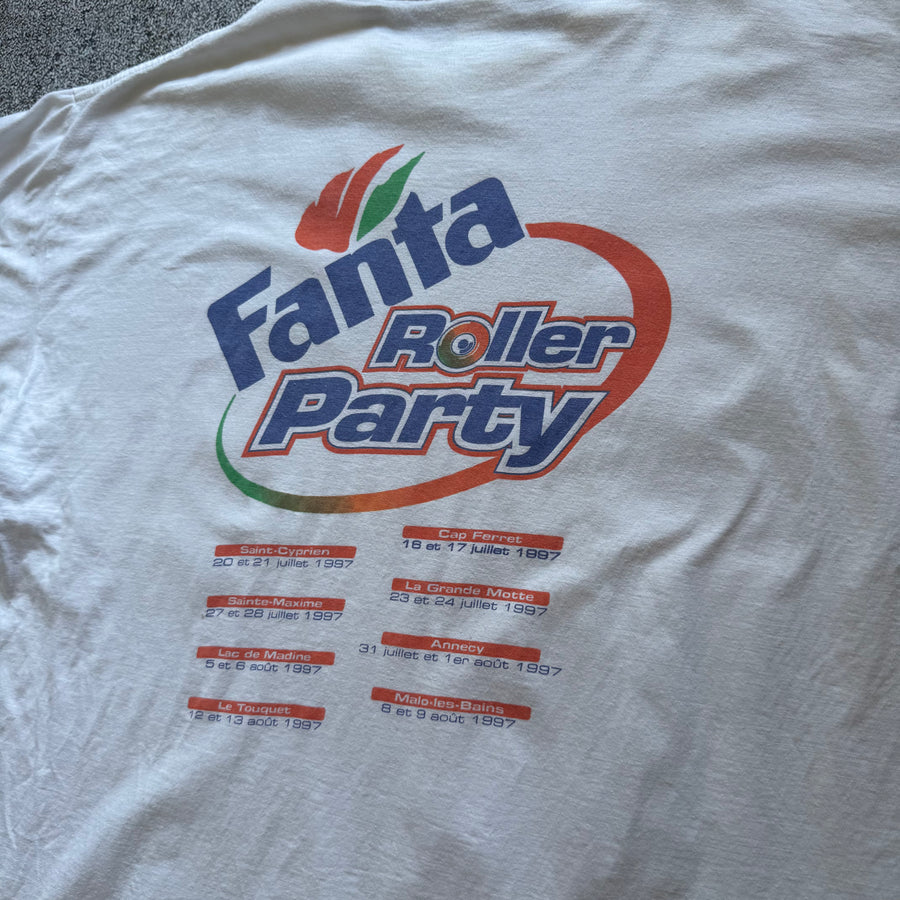 Fanta
Roller
Party
Cap Ferret
16 et 17 juillet 1997
Saint-Cyprien
20 et 21 juillet 1997
La Grande Motte
23 et 24 juillet 1997
Sainte-Maxime
27 et 28 juillet 1997
Annecy
31 juillet et 1er août 1997
Lac de Madine
5 et 6 août 1997
Malo-les-Bains
8 et 9 août 1997
Le Touquet
12 et 13 août 1997